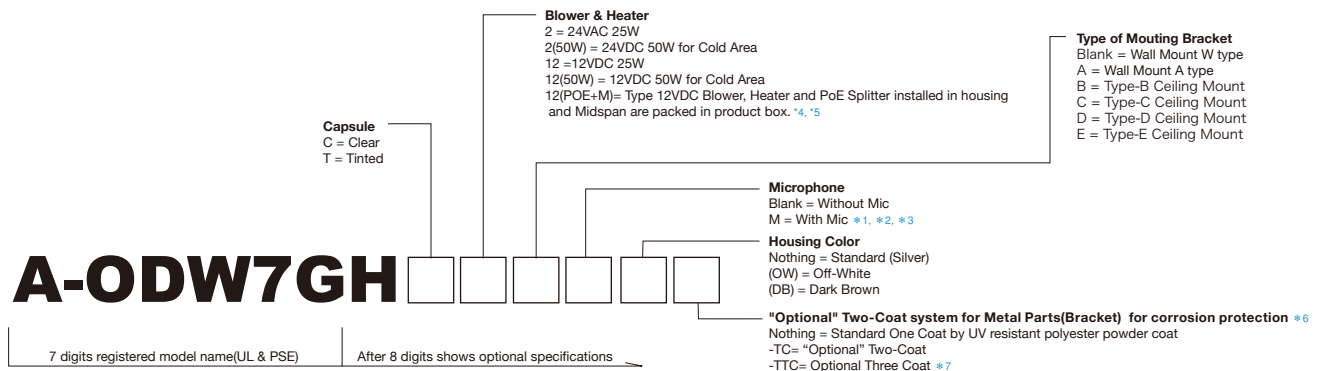 Blower & Heater
2 = 24VAC 25W
2(50W) = 24VDC 50W for Cold Area
12 =12VDC 25W
12(50W) = 12VDC 50W for Cold Area
12(POE+M)= Type 12VDC Blower, Heater and PoE Splitter installed in housing
and Midspan are packed in product box. *4, *5
Type of Mouting Bracket
Blank = Wall Mount W type
A = Wall Mount A type
B = Type-B Ceiling Mount
C = Type-C Ceiling Mount
D = Type-D Ceiling Mount
E = Type-E Ceiling Mount
Capsule
C = Clear
T = Tinted
Microphone
Blank = Without Mic
M = With Mic *1, *2, *3
Housing Color
Nothing = Standard (Silver)
(OW) = Off-White
(DB) = Dark Brown
A-ODW7GH
"Optional" Two-Coat system for Metal Parts(Bracket) for corrosion protection *6
Nothing = Standard One Coat by UV resistant polyester powder coat
-TC= “Optional” Two-Coat
-TTC= Optional Three Coat *7
7 digits registered model name(UL & PSE)
After 8 digits shows optional specifications